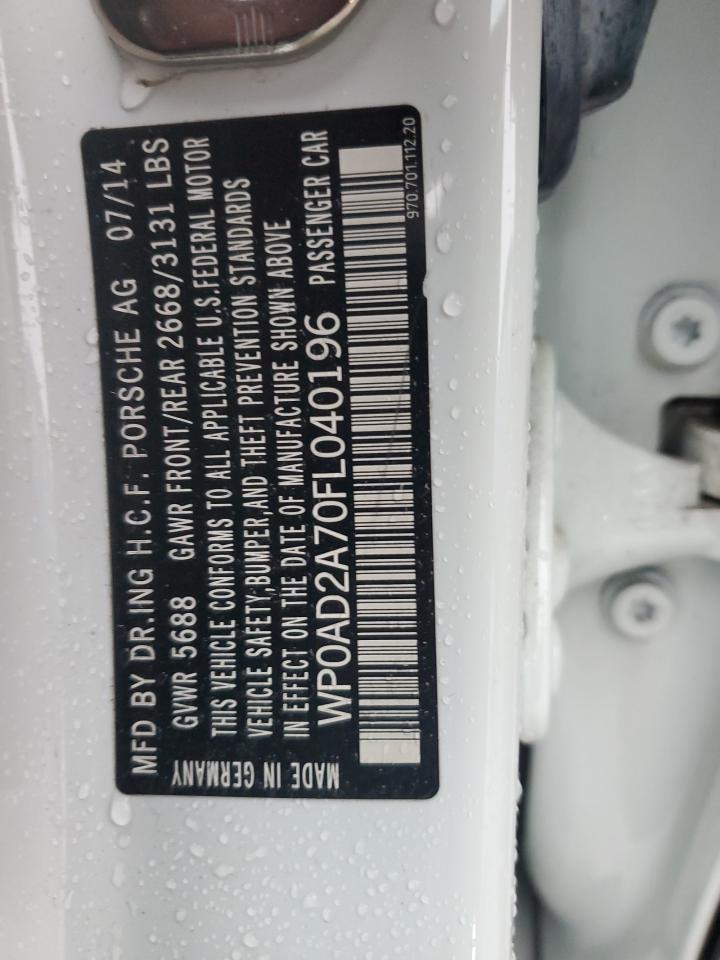 MFD BY DR.ING H.C.F. PORSCHE AG 07/14
GVWR 5688 GAWR FRONT/REAR 2668/3131 LBS
THIS VEHICLE CONFORMS TO ALL APPLICABLE U.S.FEDERAL MOTOR
VEHICLE SAFETY,BUMPER,AND THEFT PREVENTION STANDARDS
IN EFFECT ON THE DATE OF MANUFACTURE SHOWN ABOVE
WP0AD2A70FL040196 PASSENGER CAR
970.701.112.20
MADE IN GERMANY